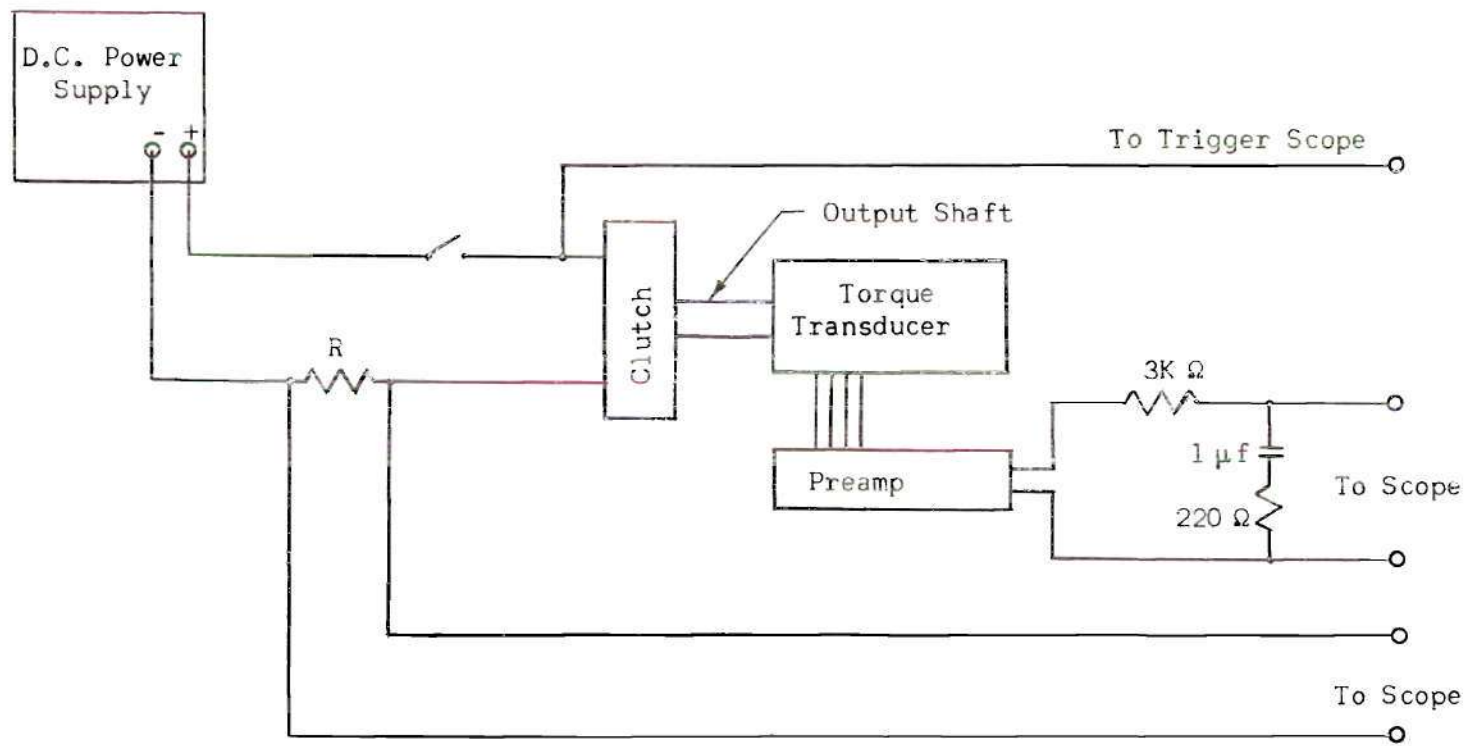 D.C. Power
Supply
- +
To Trigger Scope
Output Shaft
Torque
Transducer
Clutch
R
3K Ω
1 μf
Preamp
To Scope
220 Ω
To Scope